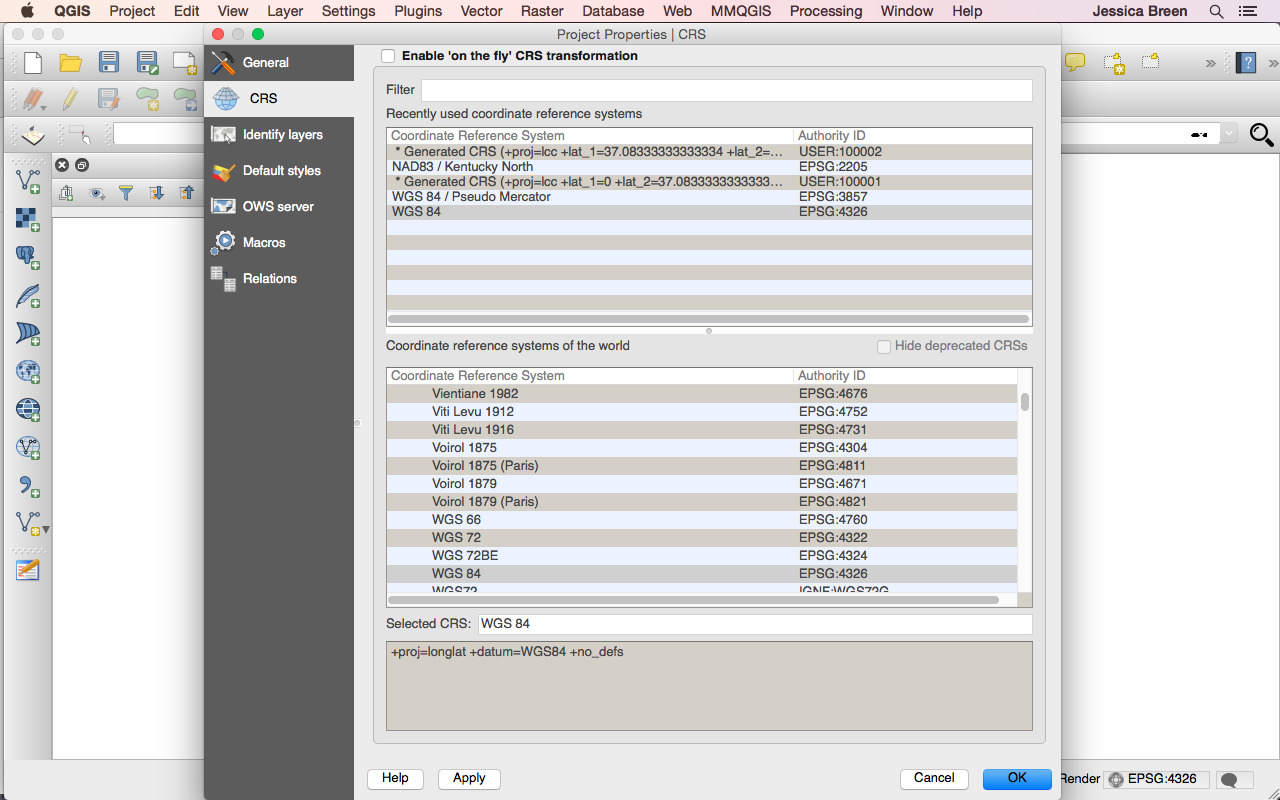 QGIS Project Edit View Layer Settings Plugins Vector Raster Database Web MMQGIS Processing Window Help Jessica Breen
Project Properties | CRS
General
CRS
Identify layers
Default styles
OWS server
Macros
Relations
Enable 'on the fly' CRS transformation
Filter
Recently used coordinate reference systems
Coordinate Reference System Authority ID
* Generated CRS (+proj=lcc +lat_1=37.08333333333334 +lat_2=... USER:100002
NAD83 / Kentucky North EPSG:2205
* Generated CRS (+proj=lcc +lat_1=0 +lat_2=37.0833333333333... USER:100001
WGS 84 / Pseudo Mercator EPSG:3857
WGS 84 EPSG:4326
Coordinate reference systems of the world Hide deprecated CRSs
Coordinate Reference System Authority ID
Vientiane 1982 EPSG:4676
Viti Levu 1912 EPSG:4752
Viti Levu 1916 EPSG:4731
Voirol 1875 EPSG:4304
Voirol 1875 (Paris) EPSG:4811
Voirol 1879 EPSG:4671
Voirol 1879 (Paris) EPSG:4821
WGS 66 EPSG:4760
WGS 72 EPSG:4322
WGS 72BE EPSG:4324
WGS 84 EPSG:4326
WGS72 IGNF:WGS72G
Selected CRS: WGS 84
+proj=longlat +datum=WGS84 +no_defs
Help Apply Cancel OK
Render EPSG:4326